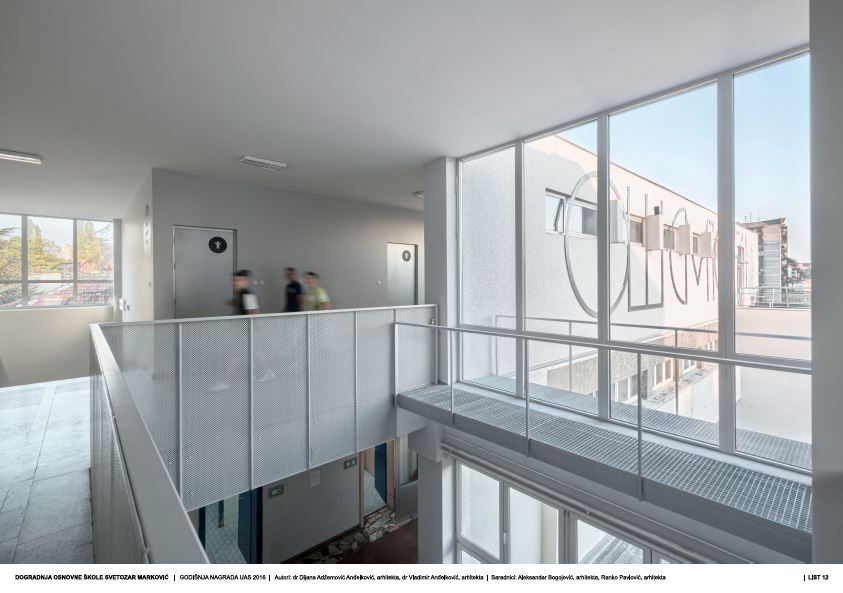 DOGRADNJA OSNOVNE ŠKOLE SVETOZAR MARKOVIĆ | GODIŠNJA NAGRADA UAS 2016 | Autori: dr Dijana Adžemović Anđelković, arhitekta, dr Vladimir Anđelković, arhitekta | Saradnici: Aleksandar Bogojević, arhitekta, Ranko Pavlović, arhitekta | LIST 12